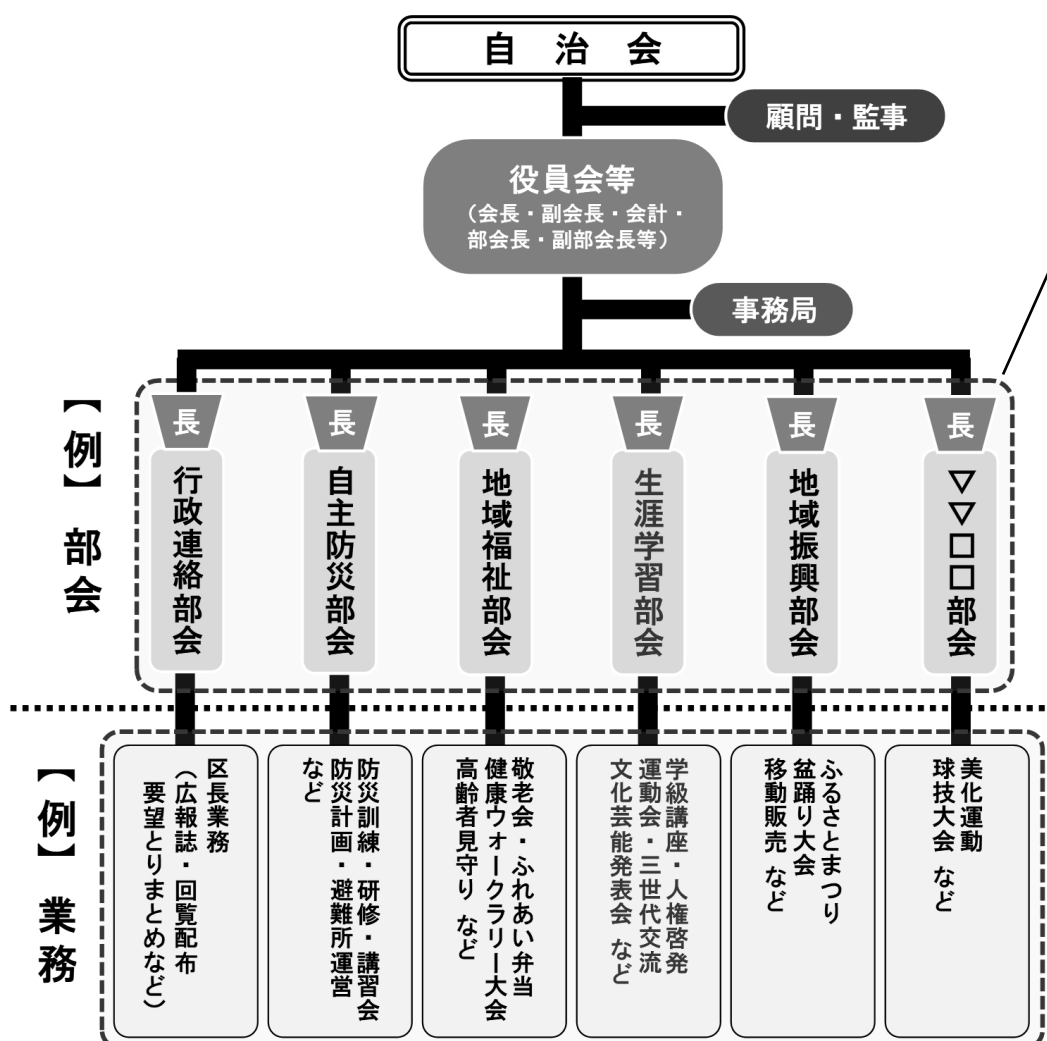 自治会
顧問・監事
役員会等
（会長・副会長・会計・
部会長・副部会長等）
事務局
【例】部会
長
行政連絡部会
長
自主防災部会
長
地域福祉部会
長
生涯学習部会
長
地域振興部会
長
▽▽□□部会
【例】業務
区長業務
（広報誌・回覧配布
要望とりまとめなど）
防災訓練・研修・講習会
防災計画・避難所運営
など
敬老会・ふれあい弁当
健康ウォークラリー大会
高齢者見守り など
学級講座・人権啓発
運動会・三世代交流
文化芸能発表会 など
ふるさとまつり
盆踊り大会
移動販売 など
美化運動
球技大会 など